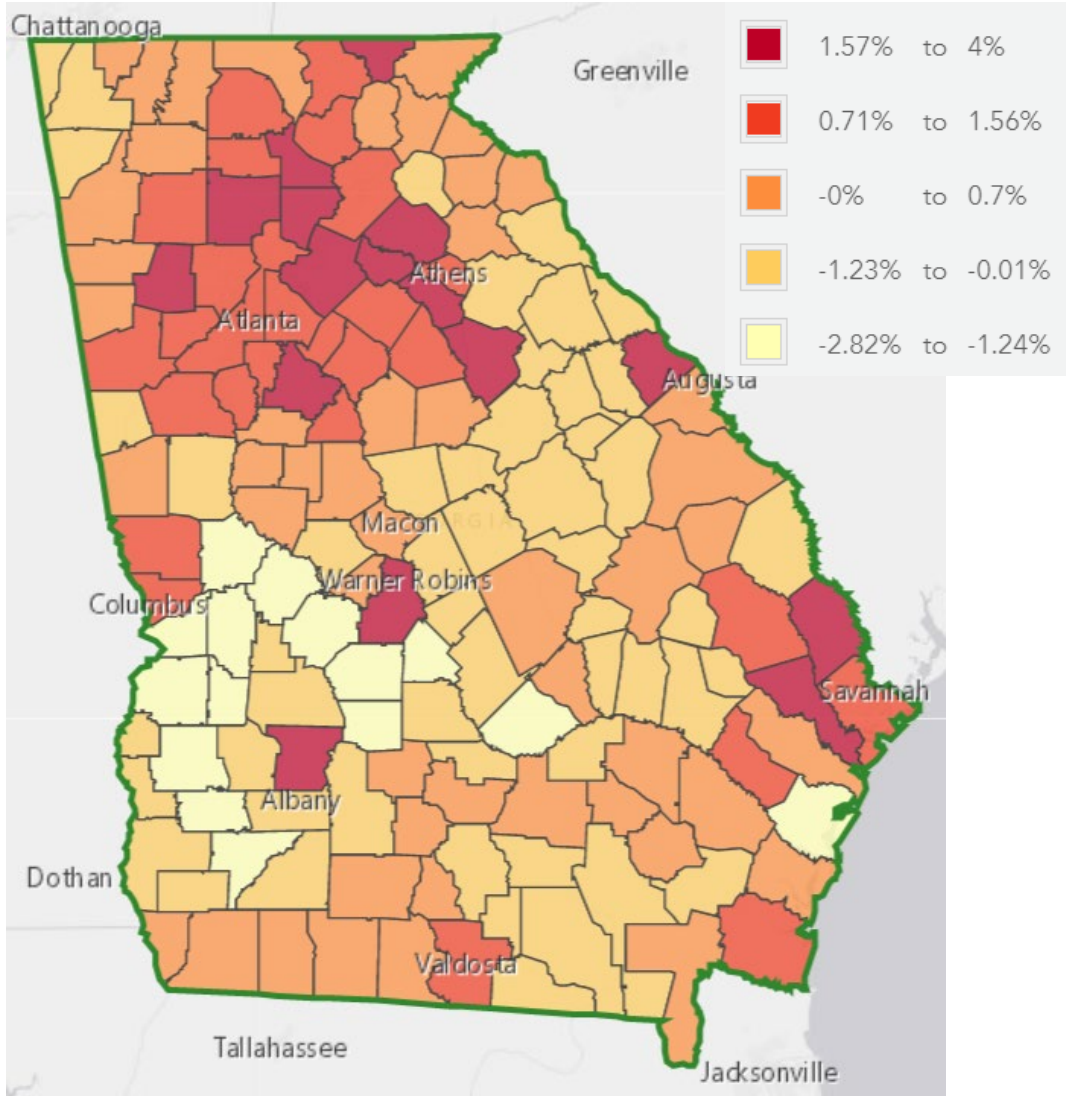 Chattanooga
Greenville
1.57% to 4%
0.71% to 1.56%
-0% to 0.7%
-1.23% to -0.01%
-2.82% to -1.24%
Athens
Atlanta
Augusta
GEORGIA
Macon
Warner Robins
Columbus
Savannah
Albany
Dothan
Valdosta
Tallahassee
Jacksonville